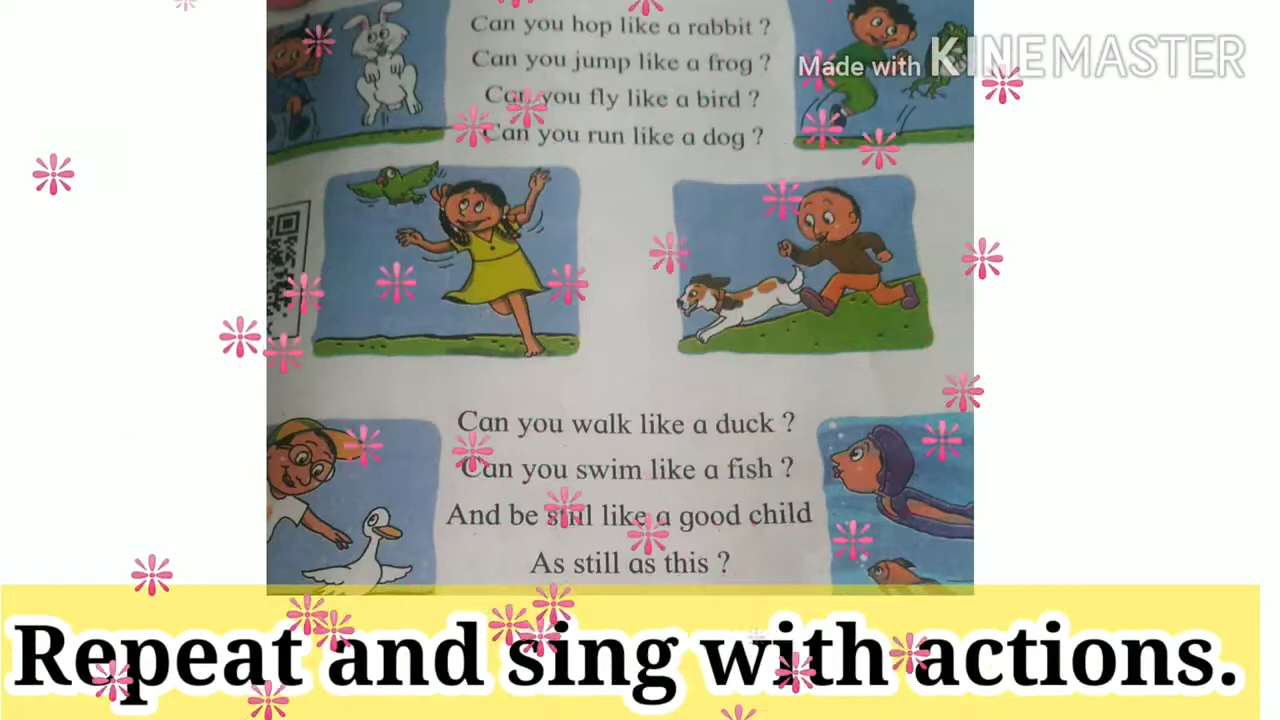 Can you hop like a rabbit ?
Can you jump like a frog ?
Can you fly like a bird ?
Can you run like a dog ?
Made with KINEMASTER
Can you walk like a duck ?
Can you swim like a fish ?
And be still like a good child
As still as this ?
Repeat and sing with actions.